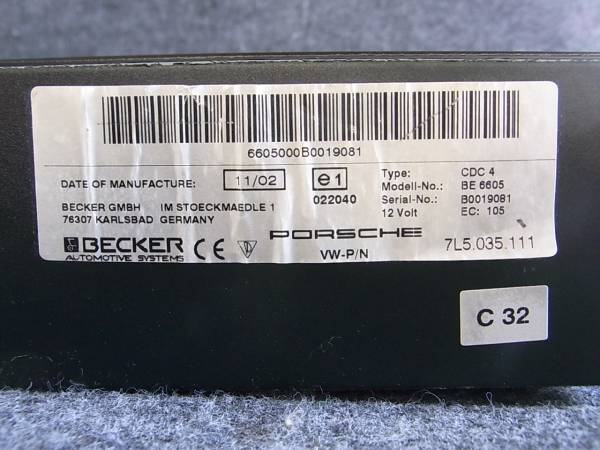 6605000B0019081
DATE OF MANUFACTURE: 11/02 e1 Type: CDC 4
022040 Modell-No.: BE 6605
BECKER GMBH IM STOECKMAEDLE 1 Serial-No.: B0019081
76307 KARLSBAD GERMANY 12 Volt EC: 105
BECKER CE PORSCHE 7L5.035.111
AUTOMOTIVE SYSTEMS VW-P/N
C 32